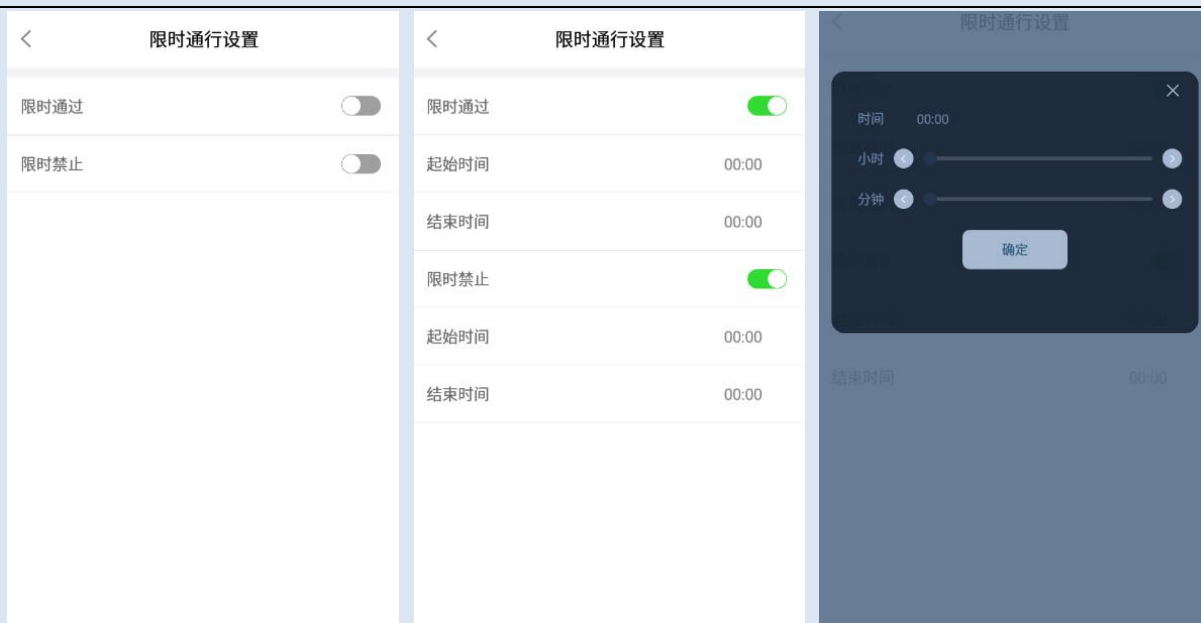 限时通行设置
限时通过
限时禁止
限时通行设置
限时通过
起始时间 00:00
结束时间 00:00
限时禁止
起始时间 00:00
结束时间 00:00
限时通行设置
时间 00:00
小时
分钟
确定
结束时间 00:00